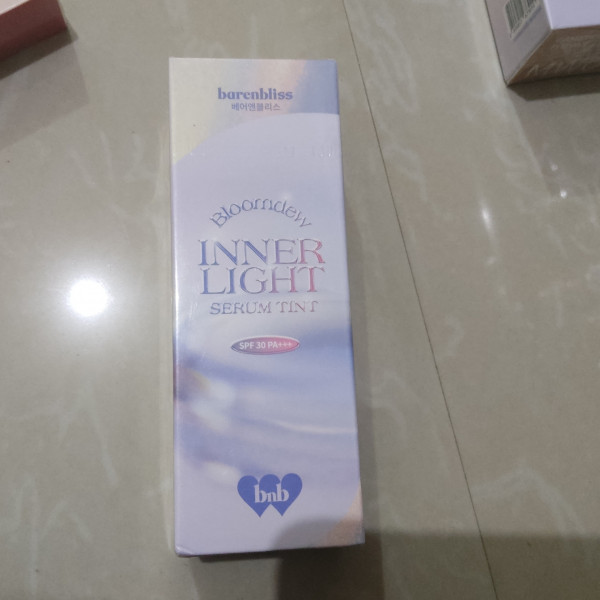 barenbliss
베어앤블리스
Bloomdew
INNER
LIGHT
SERUM TINT
SPF 30 PA+++
bnb